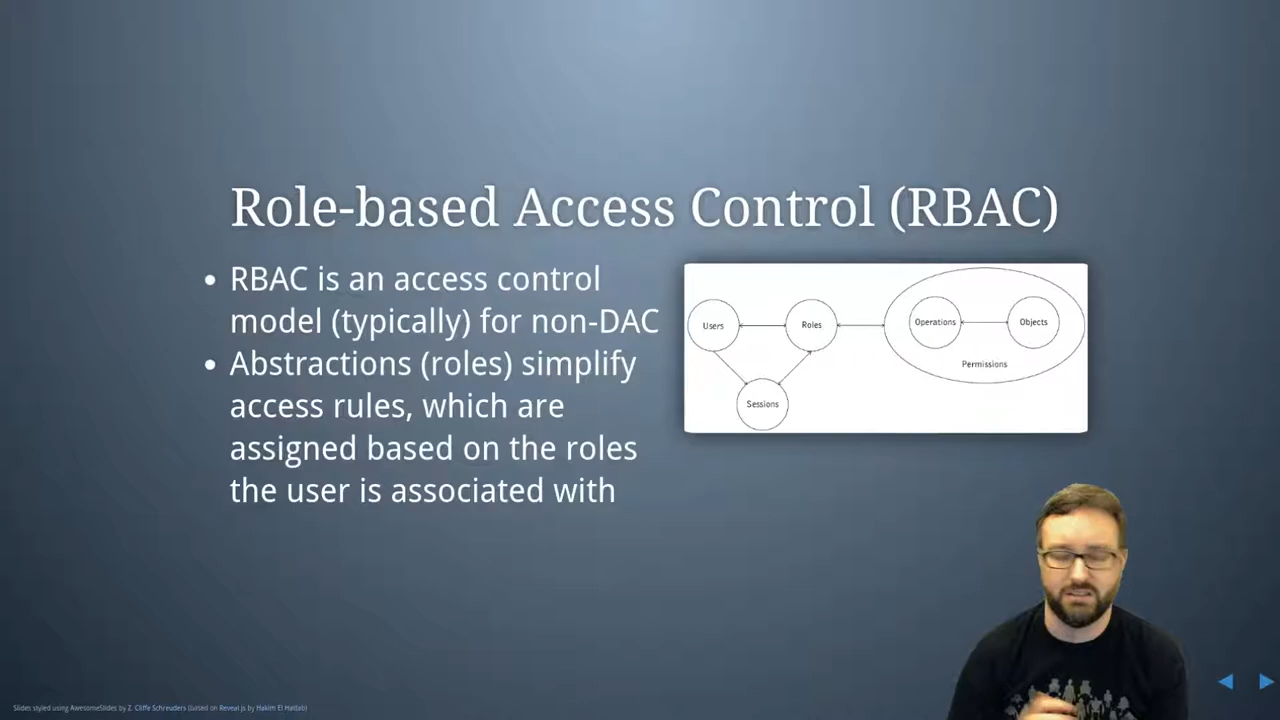 Role-based Access Control (RBAC)
• RBAC is an access control
model (typically) for non-DAC
• Abstractions (roles) simplify
access rules, which are
assigned based on the roles
the user is associated with
Users
Roles
Operations
Objects
Permissions
Sessions
Slides styled using AwesomeSlides by Z. Cliffe Schreuders (based on Reveal.js by Hakim El Hattab)